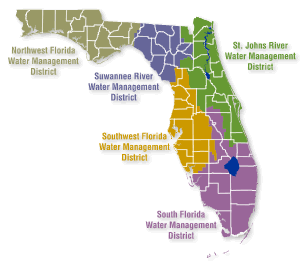 Northwest Florida
Water Management
District
St. Johns River
Water Management
District
Suwannee River
Water Management
District
Southwest Florida
Water Management
District
South Florida
Water Management
District